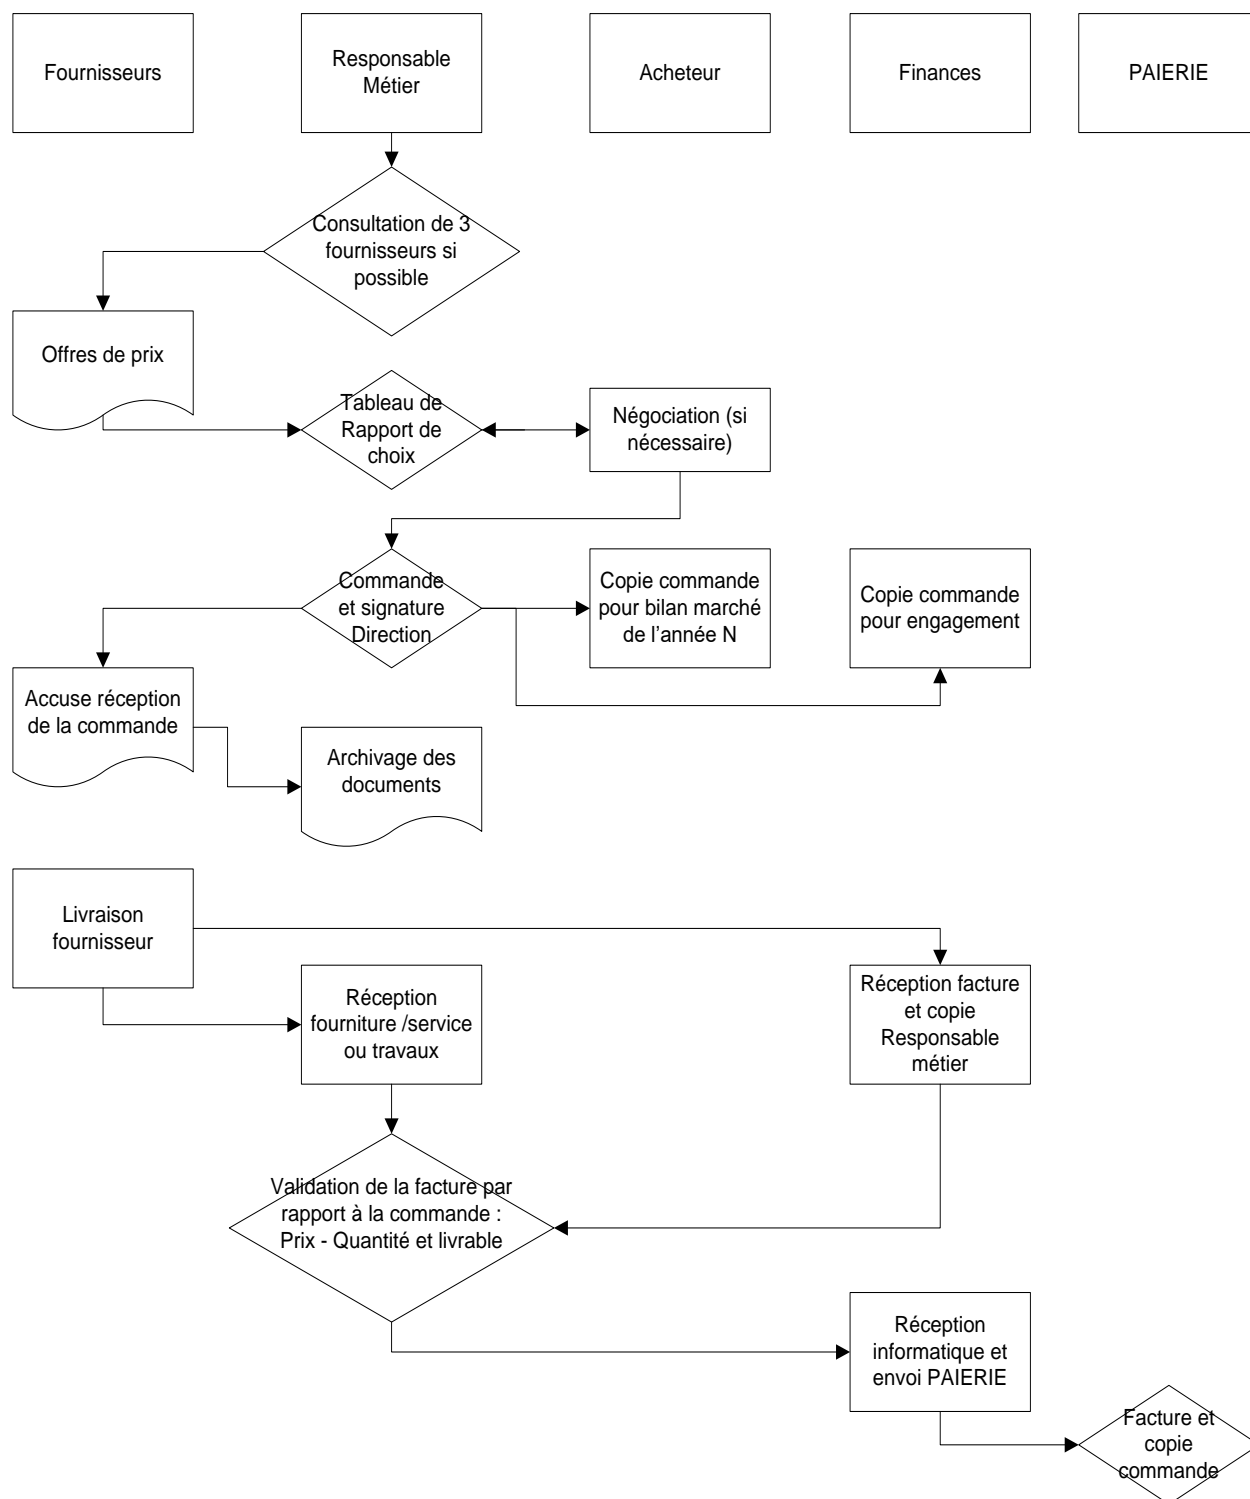 Fournisseurs
Responsable
Métier
Acheteur
Finances
PAIERIE
Consultation de 3
fournisseurs si
possible
Offres de prix
Tableau de
Rapport de
choix
Négociation (si
nécessaire)
Commande
et signature
Direction
Copie commande
pour bilan marché
de l'année N
Copie commande
pour engagement
Accuse réception
de la commande
Archivage des
documents
Livraison
fournisseur
Réception
fourniture /service
ou travaux
Réception facture
et copie
Responsable
métier
Validation de la facture par
rapport à la commande :
Prix - Quantité et livrable
Réception
informatique et
envoi PAIERIE
Facture et
copie
commande